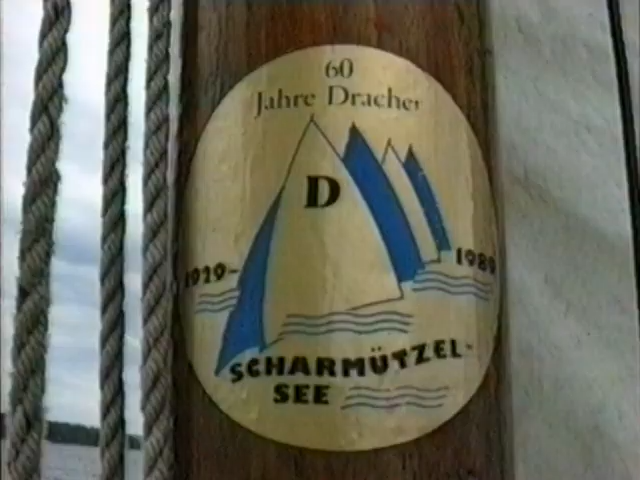 60
Jahre Drachen
D
1929-
1989
SCHARMÜTZEL-
SEE